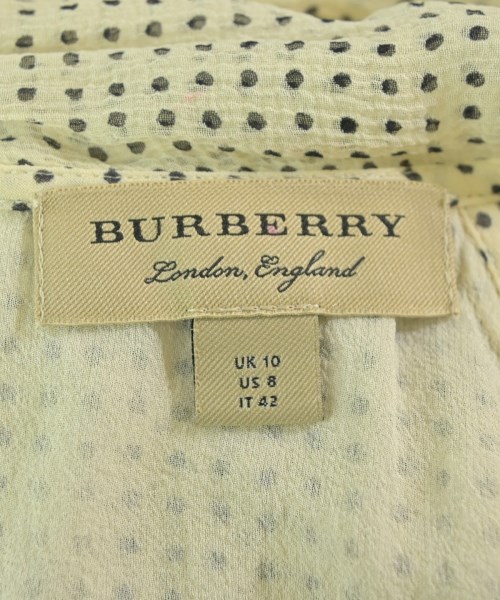 BURBERRY
London, England
UK 10
US 8
IT 42